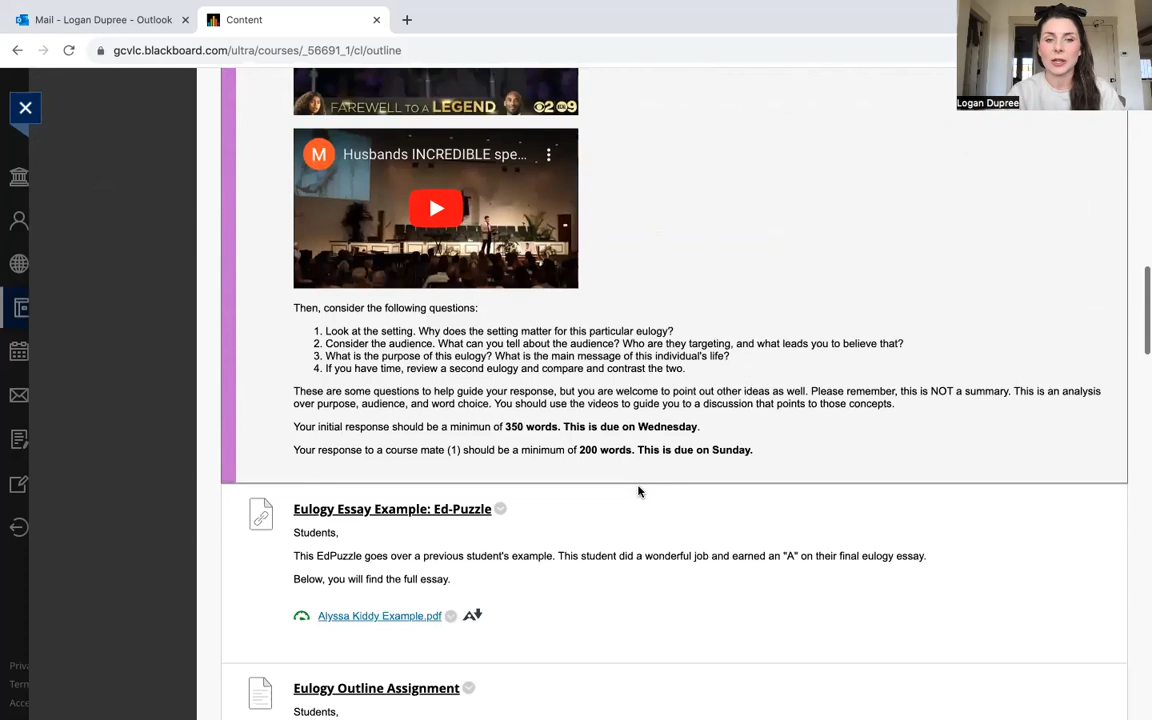 Mail - Logan Dupree - Outlook
Content
gcvlc.blackboard.com/ultra/courses/_56691_1/cl/outline
Logan Dupree
FAREWELL TO A LEGEND 2 9
M Husbands INCREDIBLE spe...
Then, consider the following questions:
1. Look at the setting. Why does the setting matter for this particular eulogy?
2. Consider the audience. What can you tell about the audience? Who are they targeting, and what leads you to believe that?
3. What is the purpose of this eulogy? What is the main message of this individual's life?
4. If you have time, review a second eulogy and compare and contrast the two.
These are some questions to help guide your response, but you are welcome to point out other ideas as well. Please remember, this is NOT a summary. This is an analysis
over purpose, audience, and word choice. You should use the videos to guide you to a discussion that points to those concepts.
Your initial response should be a minimun of 350 words. This is due on Wednesday.
Your response to a course mate (1) should be a minimum of 200 words. This is due on Sunday.
Eulogy Essay Example: Ed-Puzzle
Students,
This EdPuzzle goes over a previous student's example. This student did a wonderful job and earned an "A" on their final eulogy essay.
Below, you will find the full essay.
Alyssa Kiddy Example.pdf
Eulogy Outline Assignment
Students,
Priva
Term
Acce